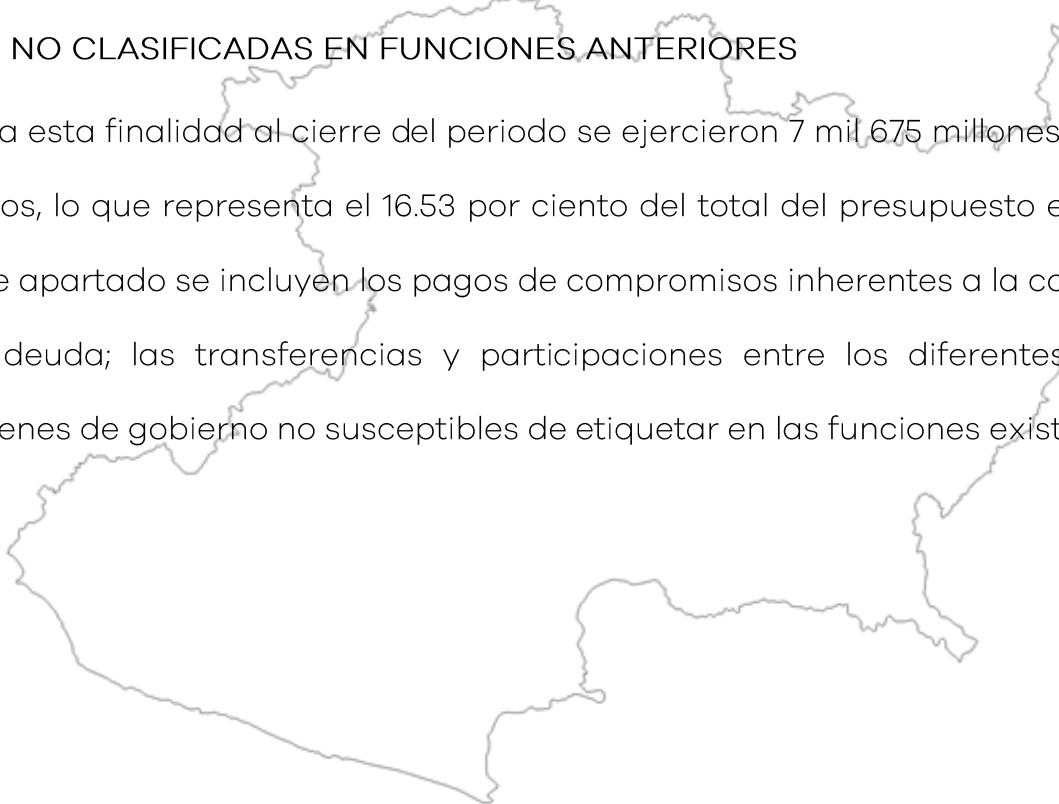 NO CLASIFICADAS EN FUNCIONES ANTERIORES
a esta finalidad al cierre del periodo se ejercieron 7 mil 675 millones
os, lo que representa el 16.53 por ciento del total del presupuesto e
e apartado se incluyen los pagos de compromisos inherentes a la co
deuda; las transferencias y participaciones entre los diferentes
enes de gobierno no susceptibles de etiquetar en las funciones exist